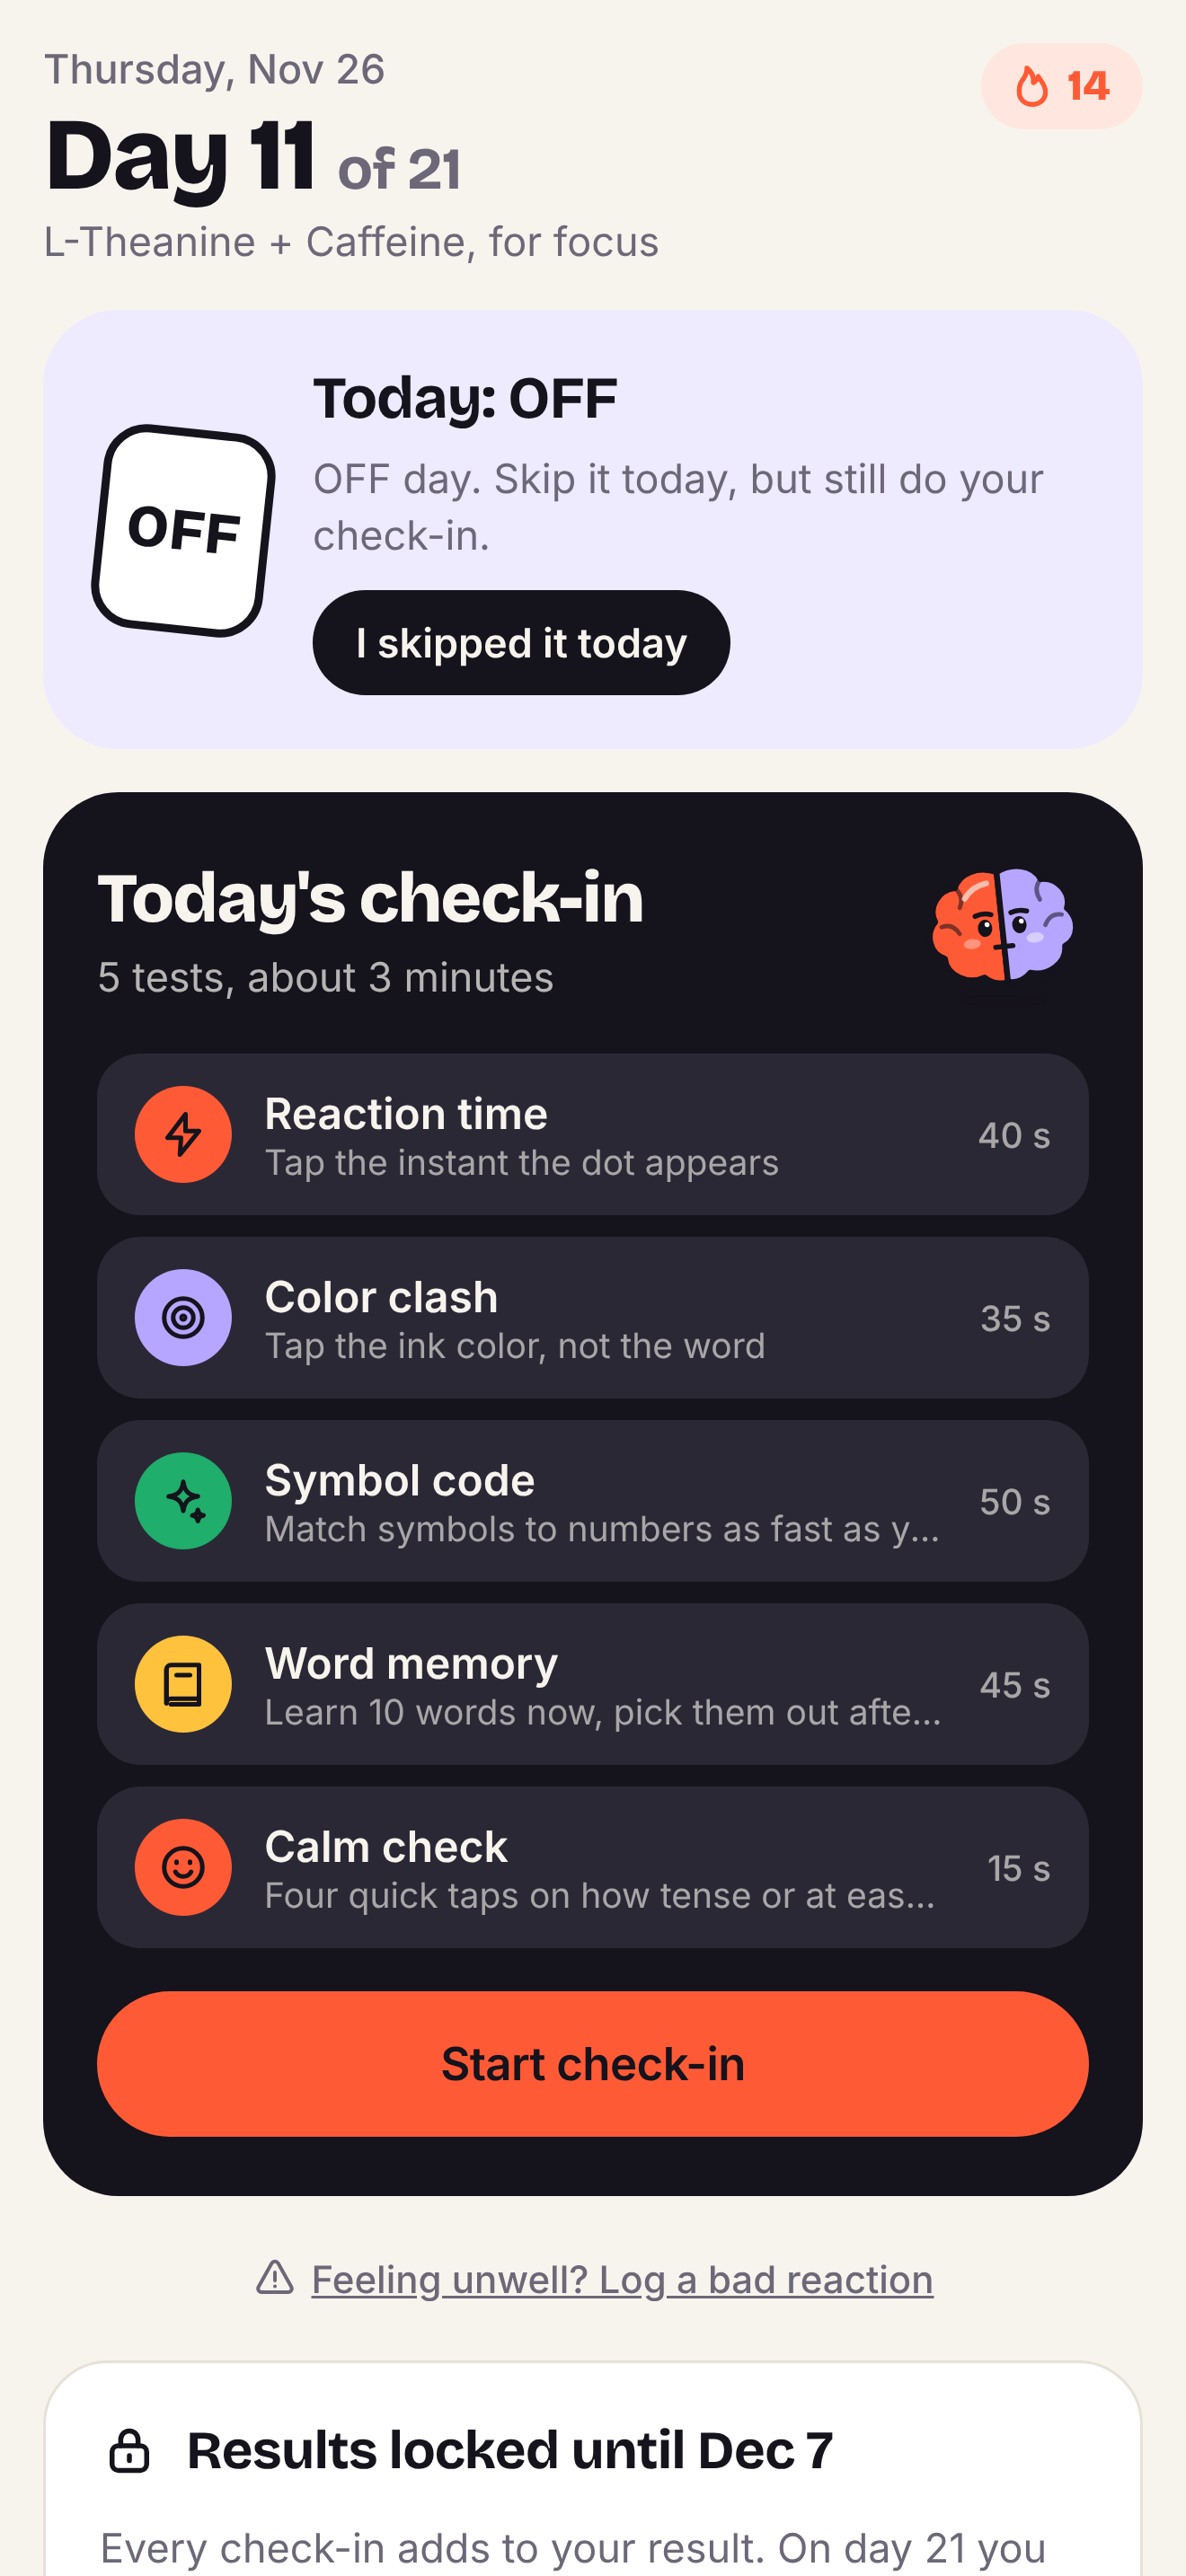 Thursday, Nov 26
14
Day 11 of 21
L-Theanine + Caffeine, for focus
OFF
Today: OFF
OFF day. Skip it today, but still do your
check-in.
I skipped it today
Today's check-in
5 tests, about 3 minutes
Reaction time
Tap the instant the dot appears
40 s
Color clash
Tap the ink color, not the word
35 s
Symbol code
Match symbols to numbers as fast as y...
50 s
Word memory
Learn 10 words now, pick them out afte...
45 s
Calm check
Four quick taps on how tense or at eas...
15 s
Start check-in
Feeling unwell? Log a bad reaction
Results locked until Dec 7
Every check-in adds to your result. On day 21 you